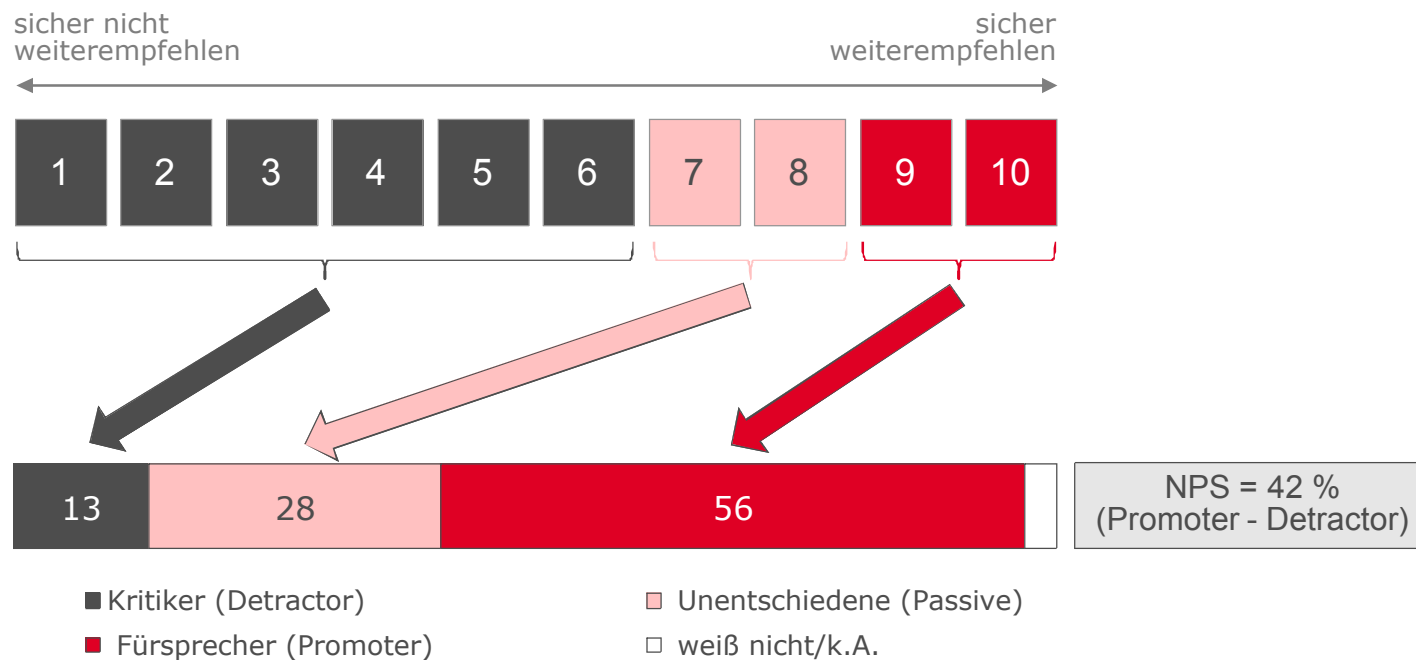 sicher nicht
weiterempfehlen
sicher
weiterempfehlen
1 2 3 4 5 6 7 8 9 10
13 28 56
NPS = 42 %
(Promoter - Detractor)
Kritiker (Detractor)
Unentschiedene (Passive)
Fürsprecher (Promoter)
weiß nicht/k.A.